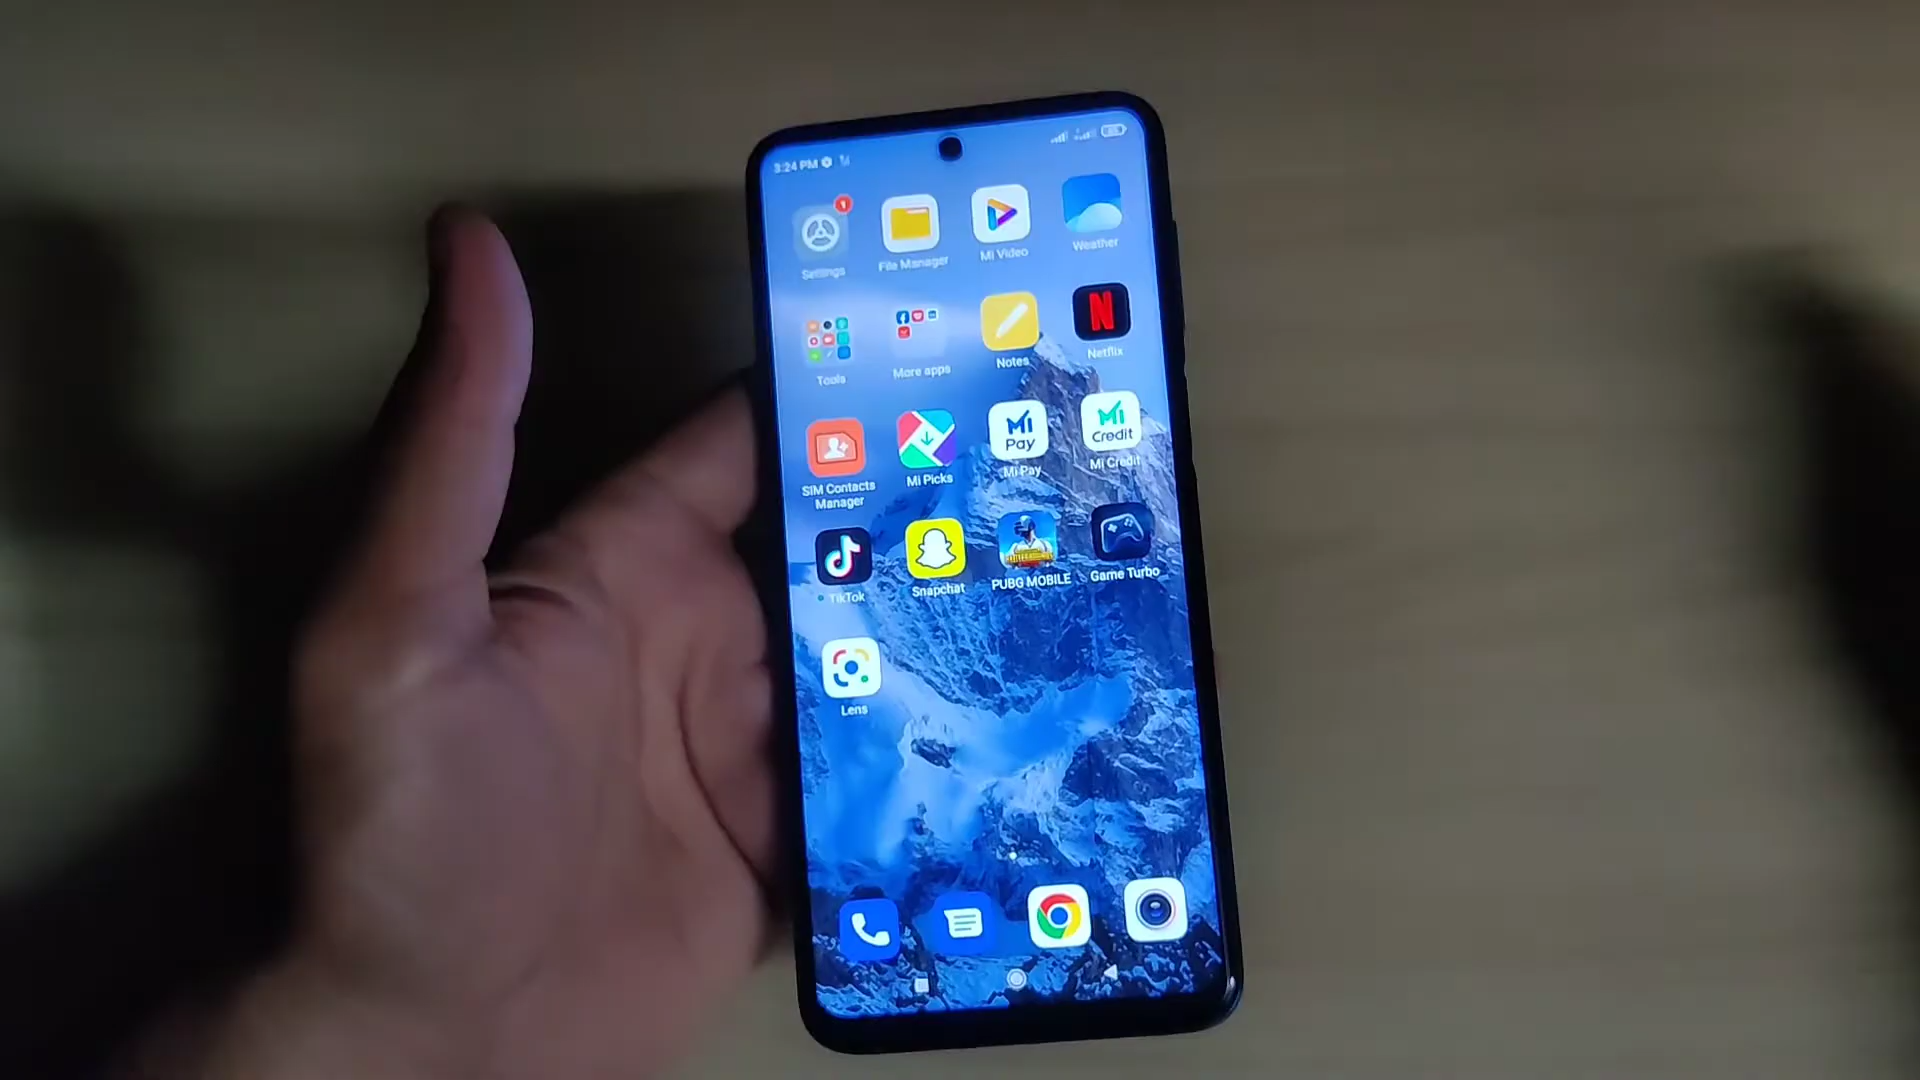 3:24 PM
1
Settings
File Manager
Mi Video
Weather
Tools
More apps
Notes
N
Netflix
Mi
Pay
Mi
Credit
SIM Contacts
Manager
Mi Picks
Mi Pay
Mi Credit
TikTok
Snapchat
PUBG MOBILE
Game Turbo
Lens